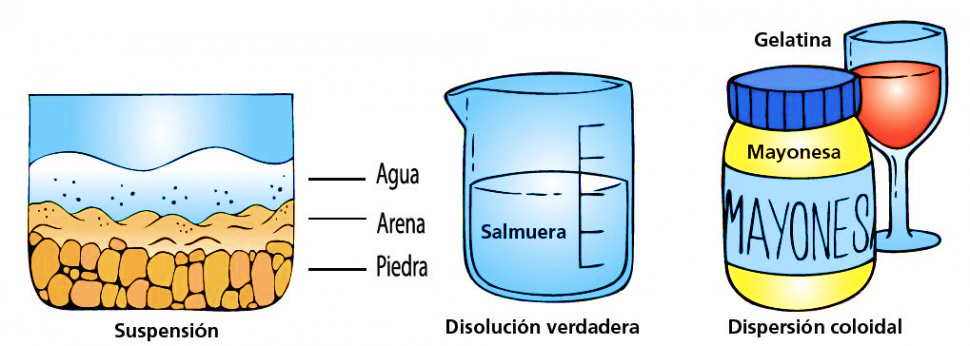 Agua
Arena
Piedra
Suspensión
Salmuera
Disolución verdadera
Gelatina
Mayonesa
MAYONES
Dispersión coloidal